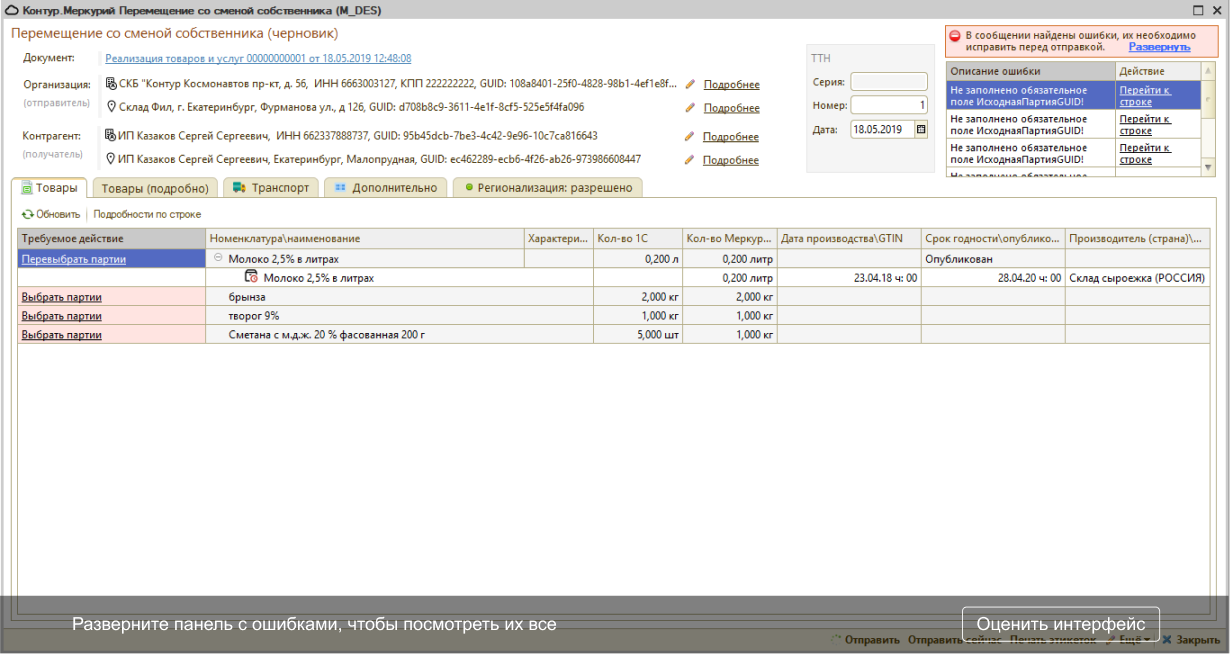 Контур.Меркурий Перемещение со сменой собственника (M_DES)
Перемещение со сменой собственника (черновик)
Документ: Реализация товаров и услуг 00000000001 от 18.05.2019 12:48:08
Организация: СКБ "Контур Космонавтов пр-кт, д. 56, ИНН 6663003127, КПП 222222222, GUID: 108a8401-25f0-4828-98b1-4ef1e8f... Подробнее
(отправитель) Склад Фил, г. Екатеринбург, Фурманова ул., д 126, GUID: d708b8c9-3611-4e1f-8cf5-525e5f4fa096 Подробнее
Контрагент: ИП Казаков Сергей Сергеевич, ИНН 662337888737, GUID: 95b45dcb-7be3-4c42-9e96-10c7ca816643 Подробнее
(получатель) ИП Казаков Сергей Сергеевич, Екатеринбург, Малопрудная, GUID: ec462289-ecb6-4f26-ab26-973986608447 Подробнее
ТТН
Серия:
Номер: 1
Дата: 18.05.2019
В сообщении найдены ошибки, их необходимо
исправить перед отправкой. Развернуть
Описание ошибки Действие
Не заполнено обязательное Перейти к
поле ИсходнаяПартияGUID! строке
Не заполнено обязательное Перейти к
поле ИсходнаяПартияGUID! строке
Не заполнено обязательное Перейти к
поле ИсходнаяПартияGUID! строке
Не заполнено обязательное
Товары Товары (подробно) Транспорт Дополнительно Регионализация: разрешено
Обновить Подробности по строке
Требуемое действие Номенклатура\наименование Характери... Кол-во 1С Кол-во Меркур... Дата производства\GTIN Срок годности\опублико... Производитель (страна)\...
Перевыбрать партии Молоко 2,5% в литрах 0,200 л 0,200 литр Опубликован
Молоко 2,5% в литрах 0,200 литр 23.04.18 ч: 00 28.04.20 ч: 00 Склад сыроежка (РОССИЯ)
Выбрать партии брынза 2,000 кг 2,000 кг
Выбрать партии творог 9% 1,000 кг 1,000 кг
Выбрать партии Сметана с м.д.ж. 20 % фасованная 200 г 5,000 шт 1,000 кг
Разверните панель с ошибками, чтобы посмотреть их все
Оценить интерфейс
Отправить Отправить сейчас Печать этикеток Ещё Закрыть